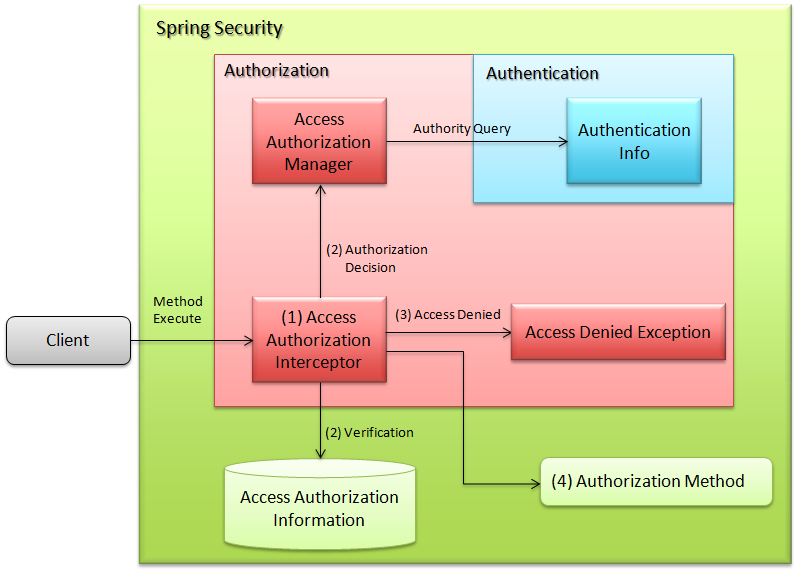 Spring Security
Authorization
Authentication
Access
Authorization
Manager
Authority Query
Authentication
Info
(2) Authorization
Decision
Method
Execute
Client
(1) Access
Authorization
Interceptor
(3) Access Denied
Access Denied Exception
(2) Verification
Access Authorization
Information
(4) Authorization Method